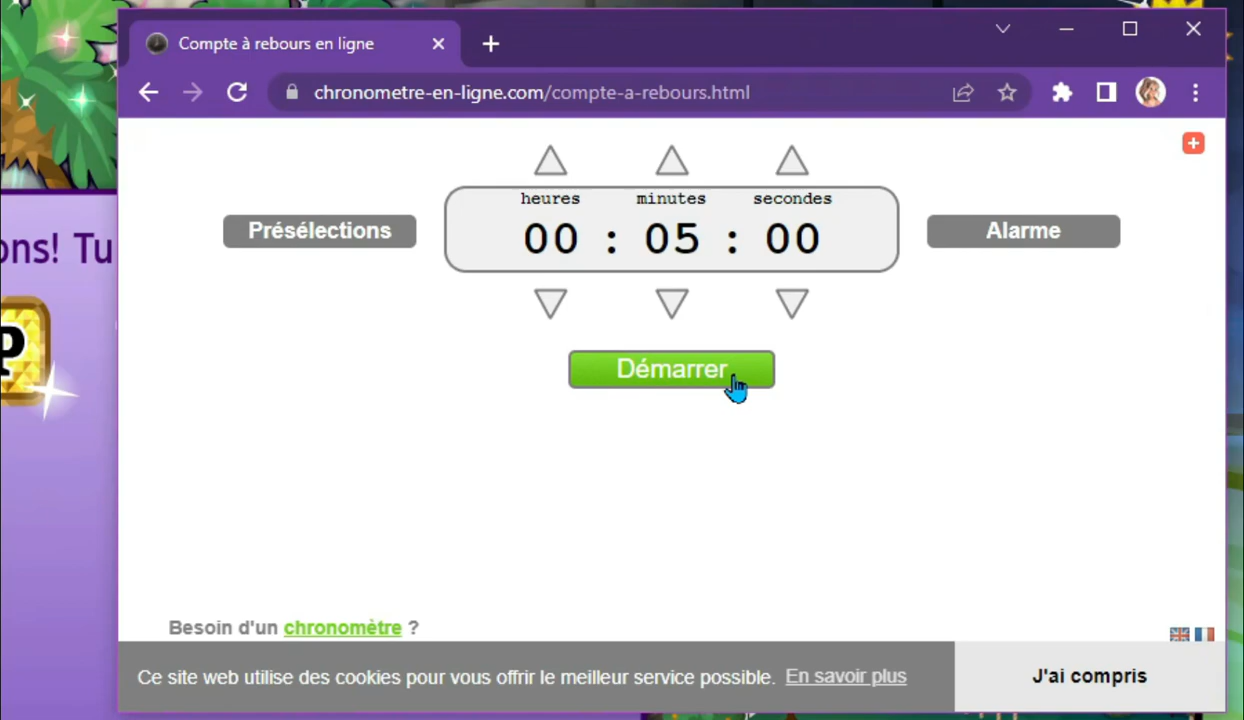 Compte à rebours en ligne
chronometre-en-ligne.com/compte-a-rebours.html
heures minutes secondes
Présélections 00 : 05 : 00 Alarme
Démarrer
ons! Tu
P
Besoin d'un chronomètre ?
Ce site web utilise des cookies pour vous offrir le meilleur service possible. En savoir plus J'ai compris